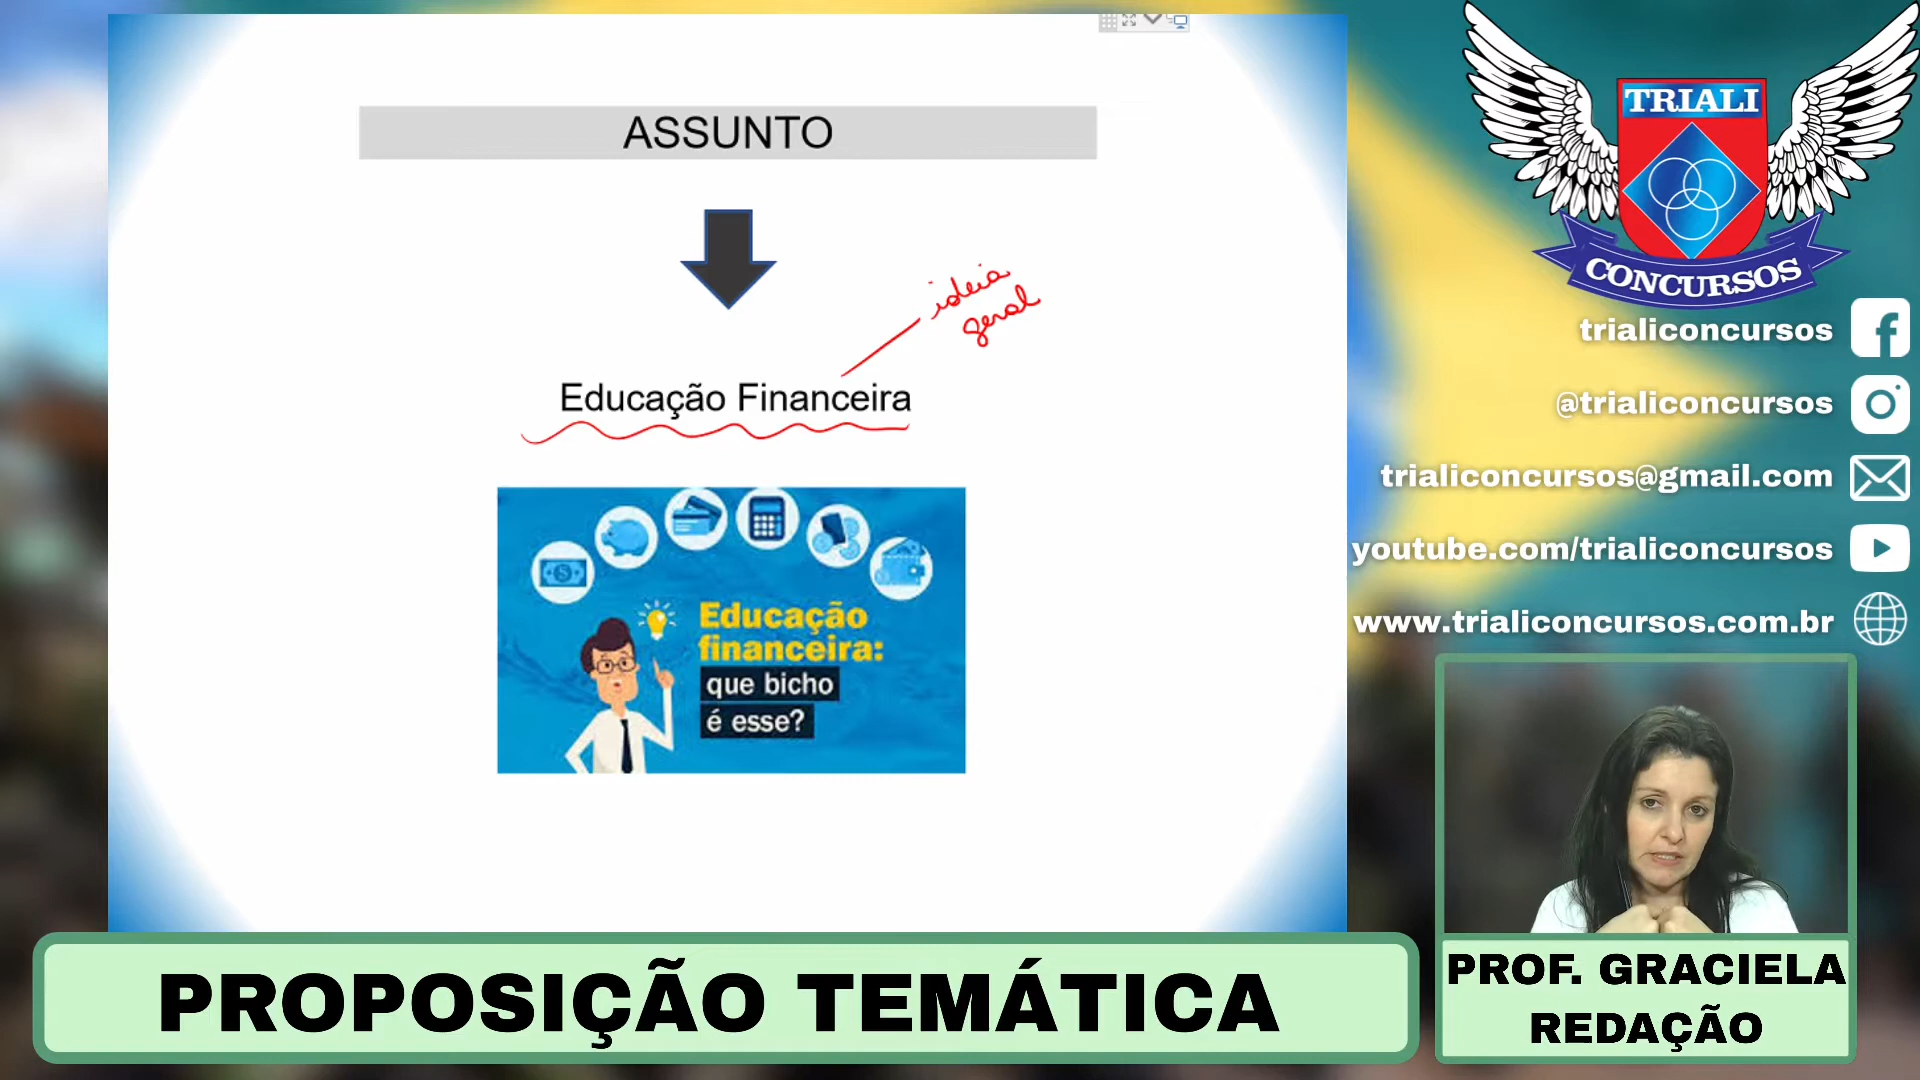 ASSUNTO
ideia
geral
Educação Financeira
Educação
financeira:
que bicho
é esse?
TRIALI
CONCURSOS
trialiconcursos
@trialiconcursos
trialiconcursos@gmail.com
youtube.com/trialiconcursos
www.trialiconcursos.com.br
PROPOSIÇÃO TEMÁTICA
PROF. GRACIELA
REDAÇÃO